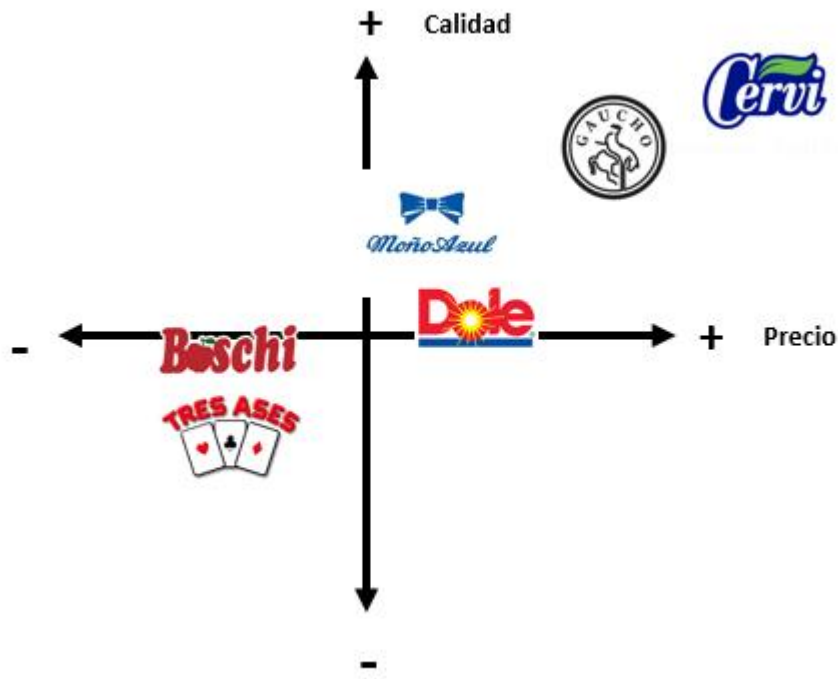 + Calidad
Cervi
GAUCHO
MoñoAzul
Dole
- + Precio
Boschi
TRES ASES
-